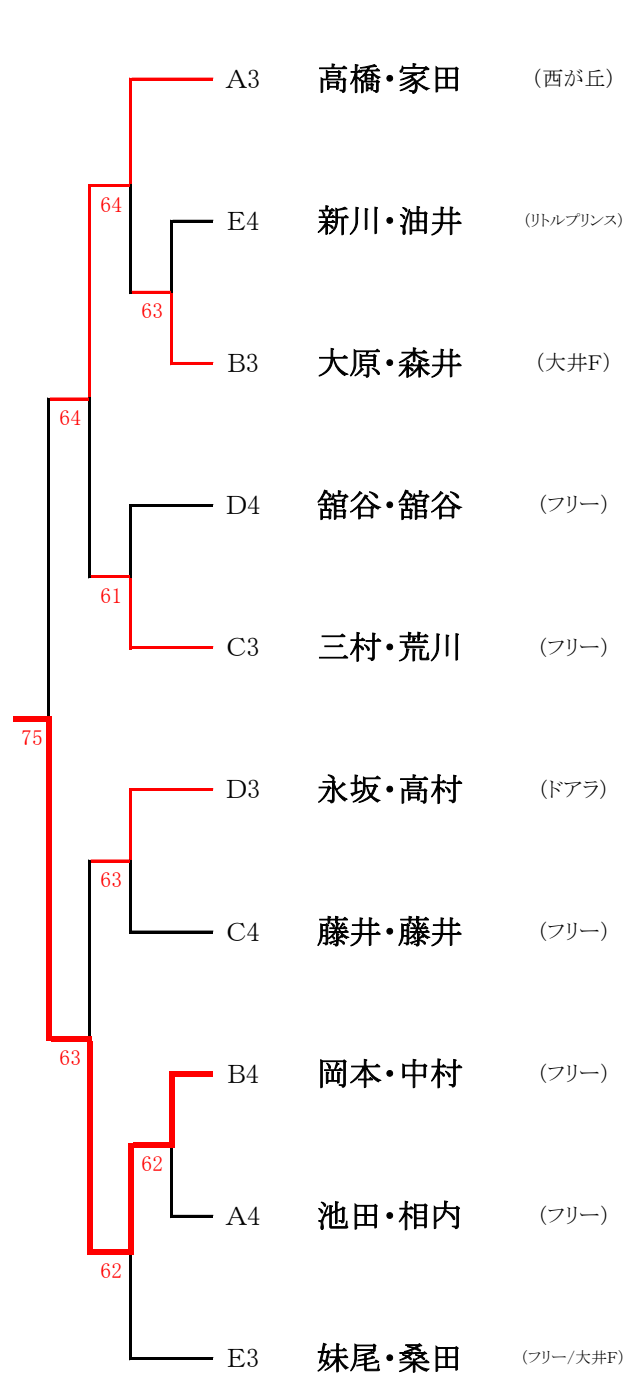 A3 高橋・家田 (西が丘)
64
E4 新川・油井 (リトルプリンス)
63
B3 大原・森井 (大井F)
64
D4 舘谷・舘谷 (フリー)
61
C3 三村・荒川 (フリー)
75
D3 永坂・高村 (ドアラ)
63
C4 藤井・藤井 (フリー)
63
B4 岡本・中村 (フリー)
62
A4 池田・相内 (フリー)
62
E3 妹尾・桑田 (フリー/大井F)